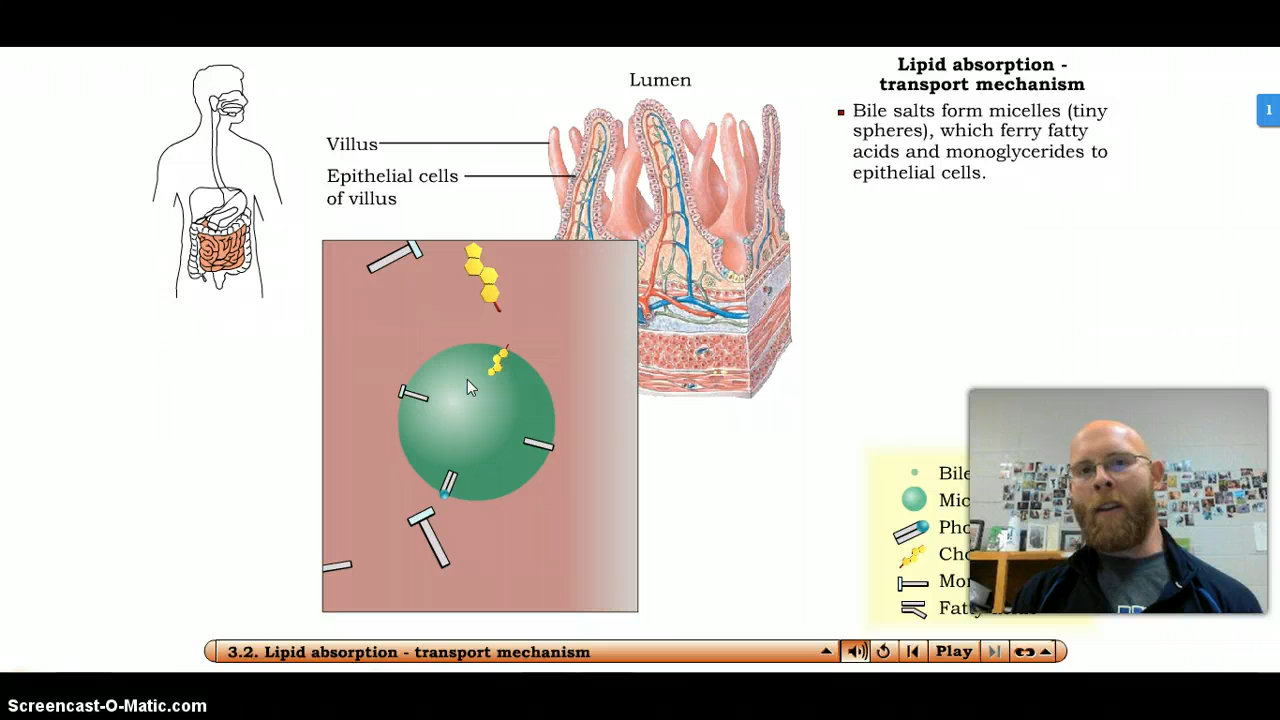 Lumen
Villus
Epithelial cells
of villus
Lipid absorption -
transport mechanism
Bile salts form micelles (tiny
spheres), which ferry fatty
acids and monoglycerides to
epithelial cells.
1
3.2. Lipid absorption - transport mechanism
Play
Screencast-O-Matic.com